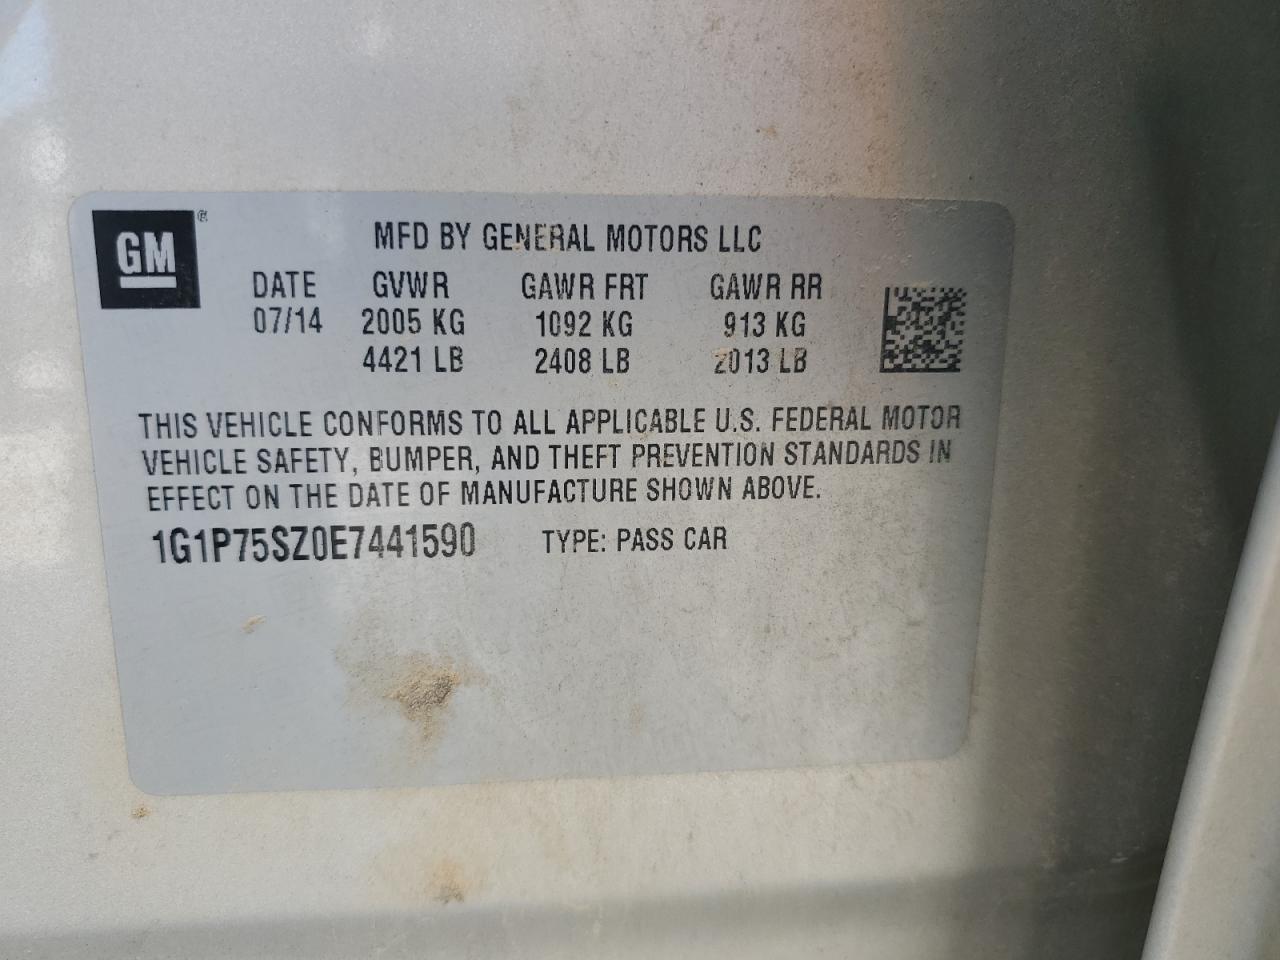 GM ®
MFD BY GENERAL MOTORS LLC
DATE GVWR GAWR FRT GAWR RR
07/14 2005 KG 1092 KG 913 KG
4421 LB 2408 LB 2013 LB
THIS VEHICLE CONFORMS TO ALL APPLICABLE U.S. FEDERAL MOTOR
VEHICLE SAFETY, BUMPER, AND THEFT PREVENTION STANDARDS IN
EFFECT ON THE DATE OF MANUFACTURE SHOWN ABOVE.
1G1P75SZ0E7441590 TYPE: PASS CAR